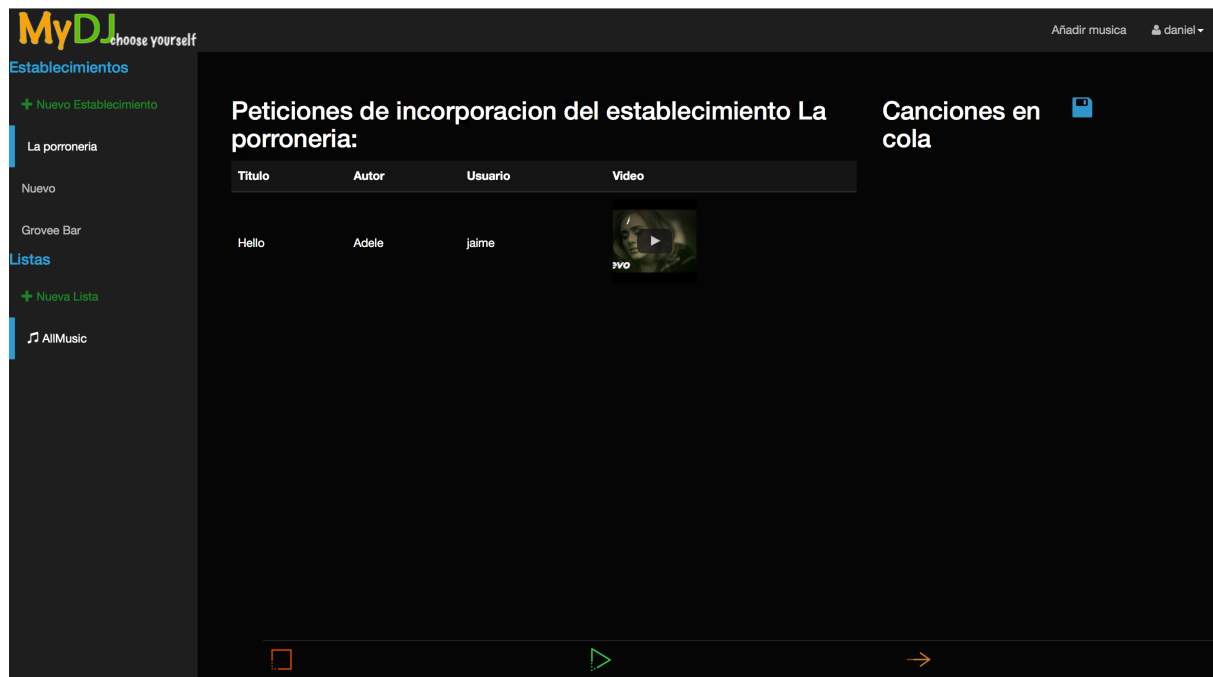 MyDJ choose yourself
Añadir musica
daniel
Establecimientos
Nuevo Establecimiento
La porroneria
Nuevo
Grovee Bar
Listas
Nueva Lista
AllMusic
Peticiones de incorporacion del establecimiento La
porroneria:
Titulo Autor Usuario Video
Hello Adele jaime
evo
Canciones en
cola